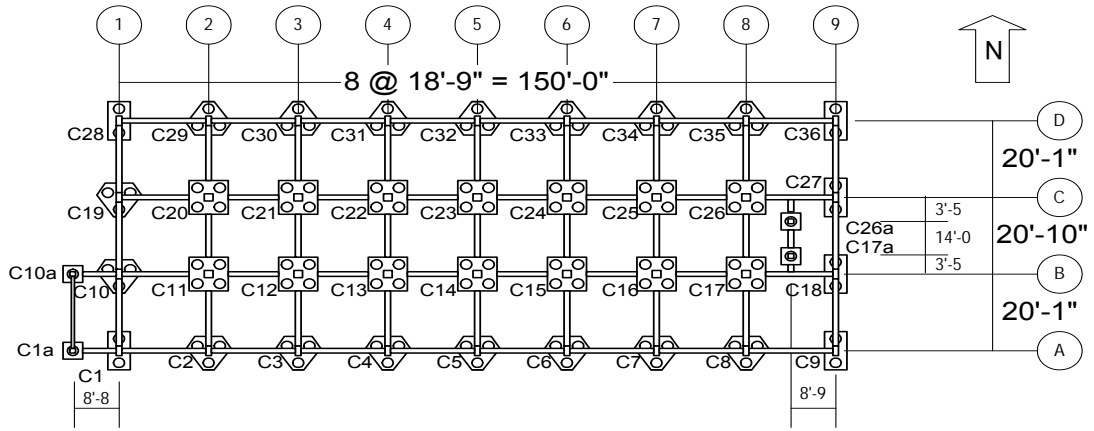 1 2 3 4 5 6 7 8 9
N
8 @ 18'-9" = 150'-0"
C28 C29 C30 C31 C32 C33 C34 C35 C36
D
20'-1"
C27
C19 C20 C21 C22 C23 C24 C25 C26
C
3'-5
C26a
C17a
14'-0
20'-10"
3'-5
C10a
C10 C11 C12 C13 C14 C15 C16 C17 C18
B
20'-1"
C1a
C1 C2 C3 C4 C5 C6 C7 C8 C9
A
8'-8
8'-9